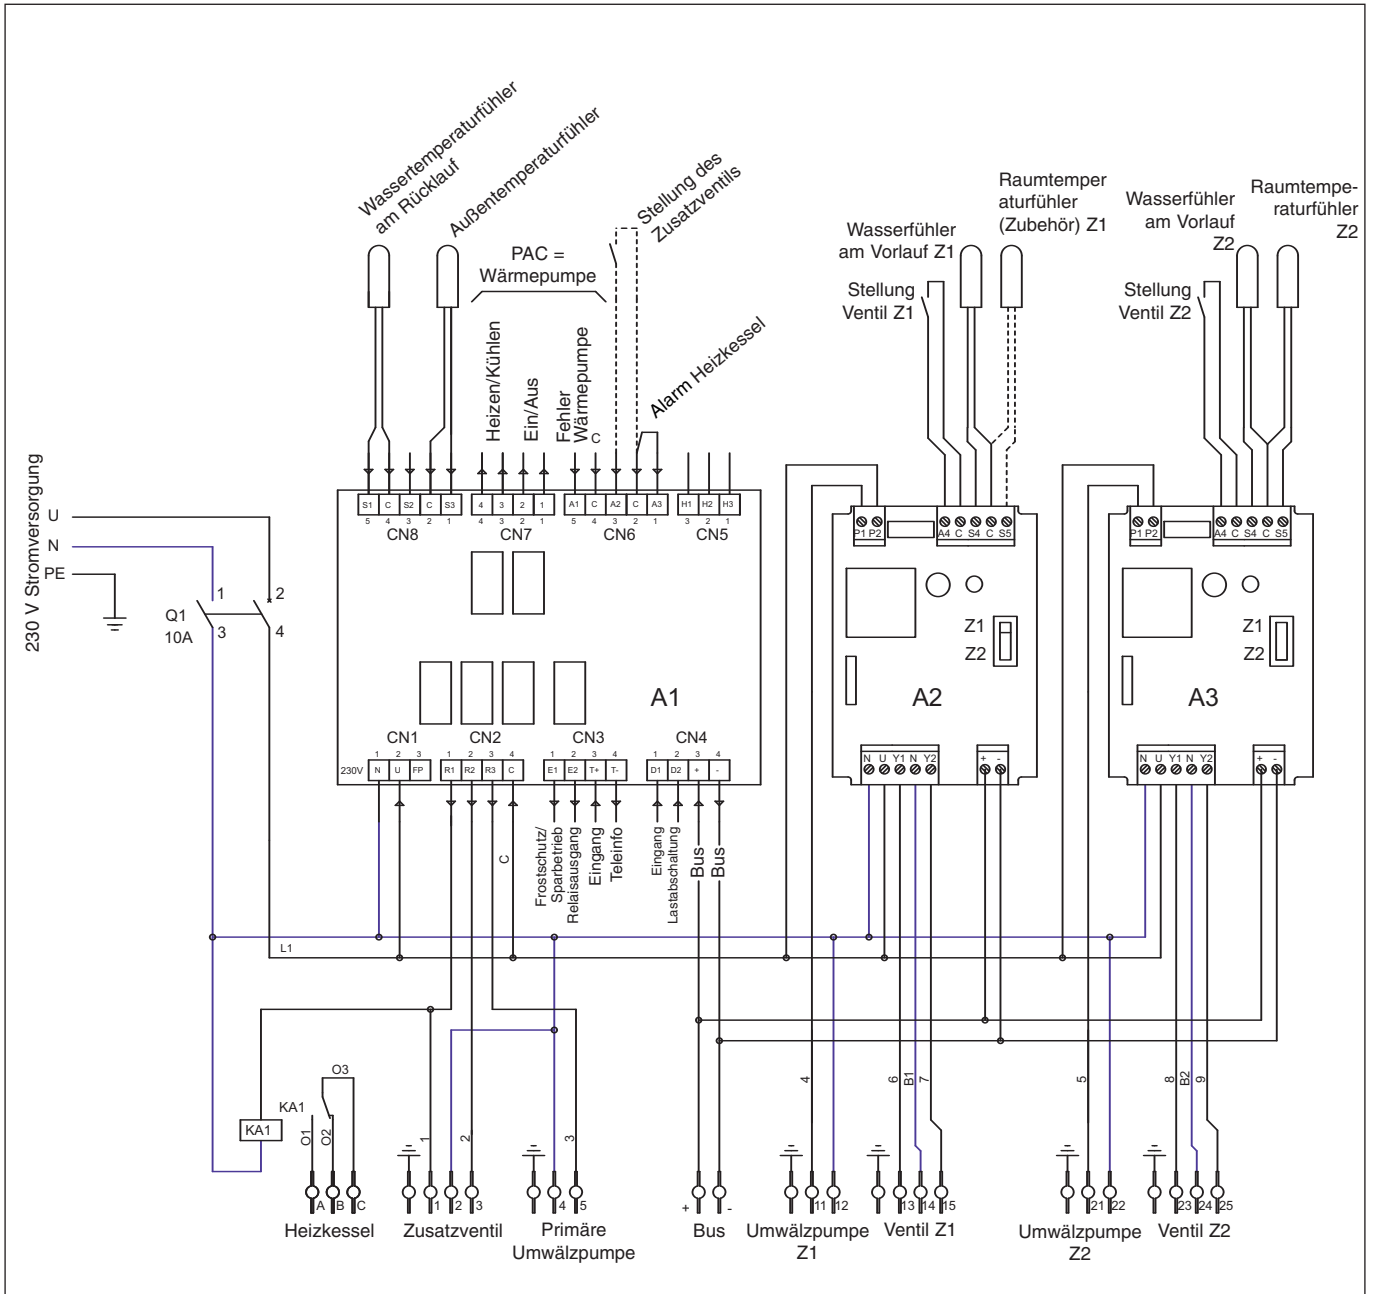 Wassertemperaturfühler
am Rücklauf
Außentemperaturfühler
PAC =
Wärmepumpe
Stellung des
Zusatzventils
Heizen/Kühlen
Ein/Aus
Fehler
Wärmepumpe
C
Alarm Heizkessel
Wasserfühler
am Vorlauf Z1
Stellung
Ventil Z1
Raumtemper
aturfühler
(Zubehör) Z1
Wasserfühler
am Vorlauf
Z2
Stellung
Ventil Z2
Raumtempe-
raturfühler
Z2
230 V Stromversorgung
U
N
PE
Q1
10A
1
2
3
4
S1 C S2 C S3
5 4 3 2 1
CN8
4 3 2 1
4 3 2 1
CN7
A1 C A2 C A3
5 4 3 2 1
CN6
H1 H2 H3
3 2 1
CN5
A1
CN1
1 2 3
230V
N U FP
CN2
1 2 3 4
R1 R2 R3 C
CN3
1 2 3 4
E1 E2 T+ T-
CN4
1 2 3 4
D1 D2 + -
P1 P2
A4 C S4 C S5
Z1
Z2
A2
N U Y1 N Y2
+ -
P1 P2
A4 C S4 C S5
Z1
Z2
A3
N U Y1 N Y2
+ -
C
Frostschutz/
Sparbetrieb
Relaisausgang
Eingang
Teleinfo
Eingang
Lastabschaltung
Bus
Bus
L1
KA1
KA1
O1
O2
O3
1
2
3
4
6
B1
7
5
8
B2
9
A B C
Heizkessel
1 2 3
Zusatzventil
4 5
Primäre
Umwälzpumpe
+ -
Bus
11 12
Umwälzpumpe
Z1
13 14 15
Ventil Z1
21 22
Umwälzpumpe
Z2
23 24 25
Ventil Z2